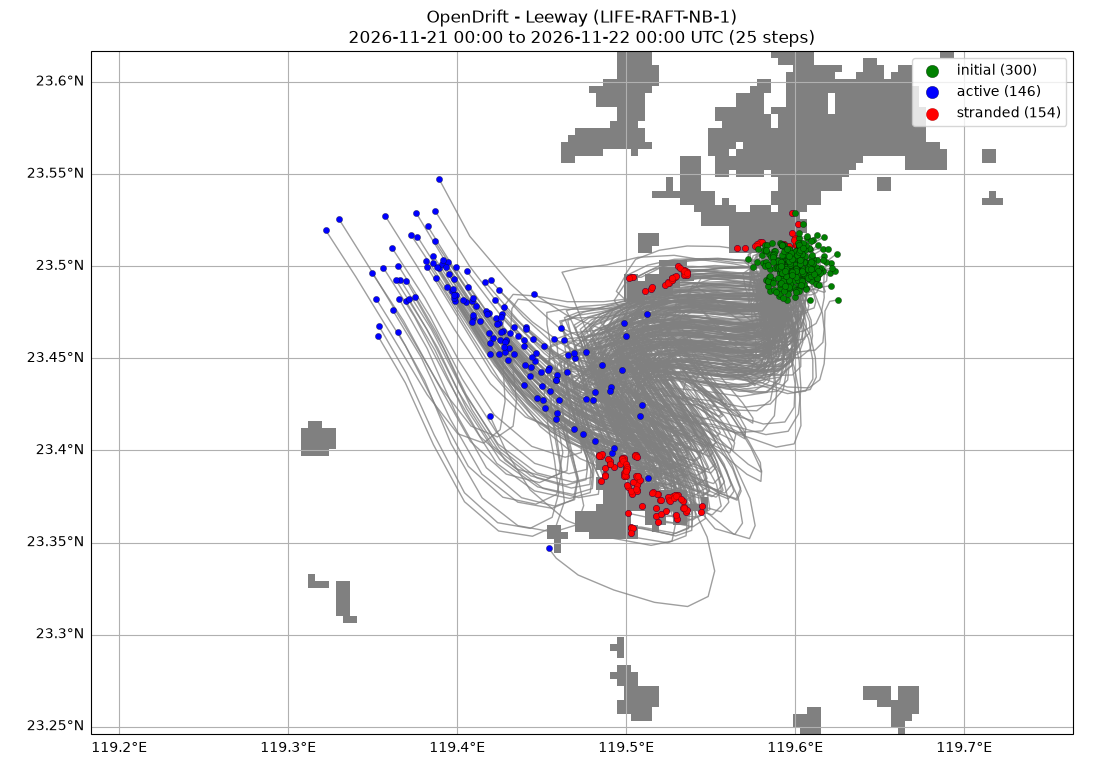 OpenDrift - Leeway (LIFE-RAFT-NB-1)
2026-11-21 00:00 to 2026-11-22 00:00 UTC (25 steps)
initial (300)
active (146)
stranded (154)
23.6°N
23.55°N
23.5°N
23.45°N
23.4°N
23.35°N
23.3°N
23.25°N
119.2°E
119.3°E
119.4°E
119.5°E
119.6°E
119.7°E